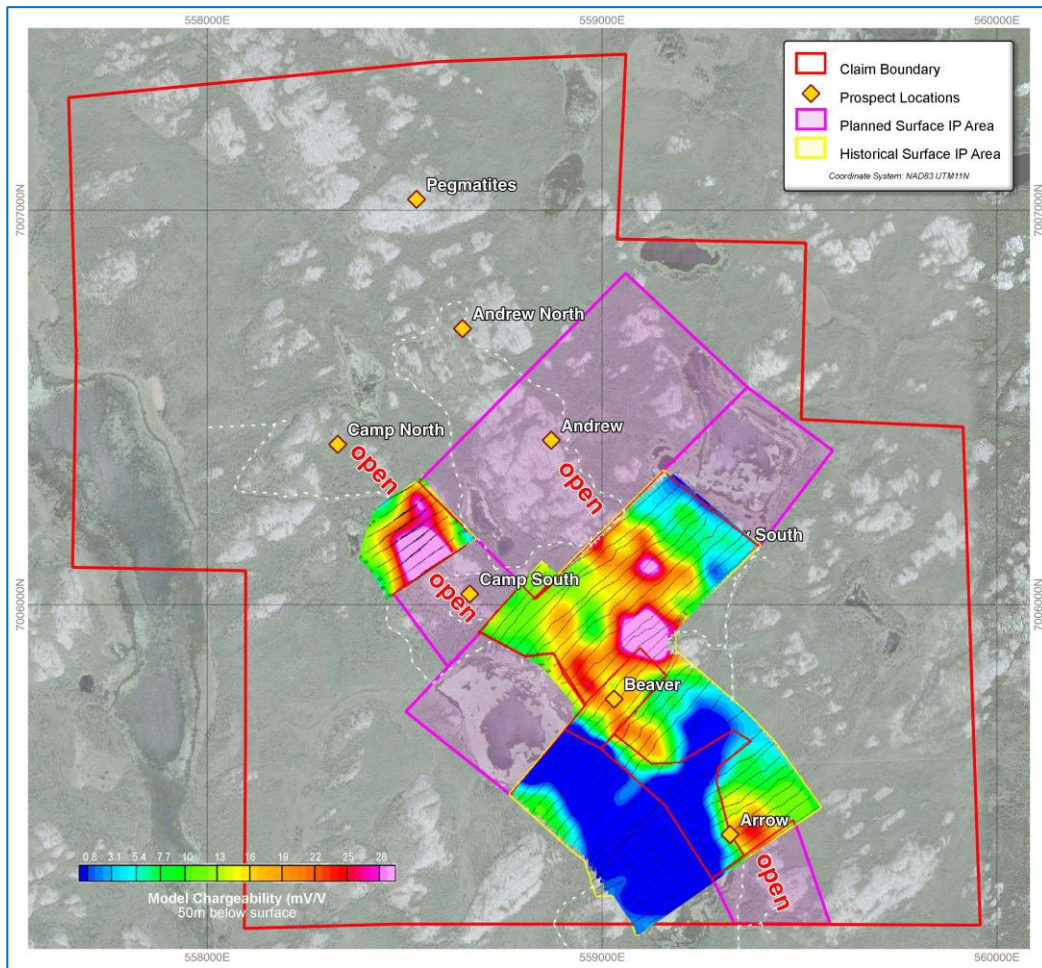 558000E
559000E
560000E
Claim Boundary
Prospect Locations
Planned Surface IP Area
Historical Surface IP Area
Coordinate System: NAD83 UTM11N
Pegmatites
7007000N
7007000N
Andrew North
Camp North
Andrew
open
open
South
Camp South
open
7006000N
7006000N
Beaver
Arrow
open
0.8 3.1 5.4 7.7 10 13 16 19 22 25 28
Model Chargeability (mV/V
50m below surface
558000E
559000E
560000E